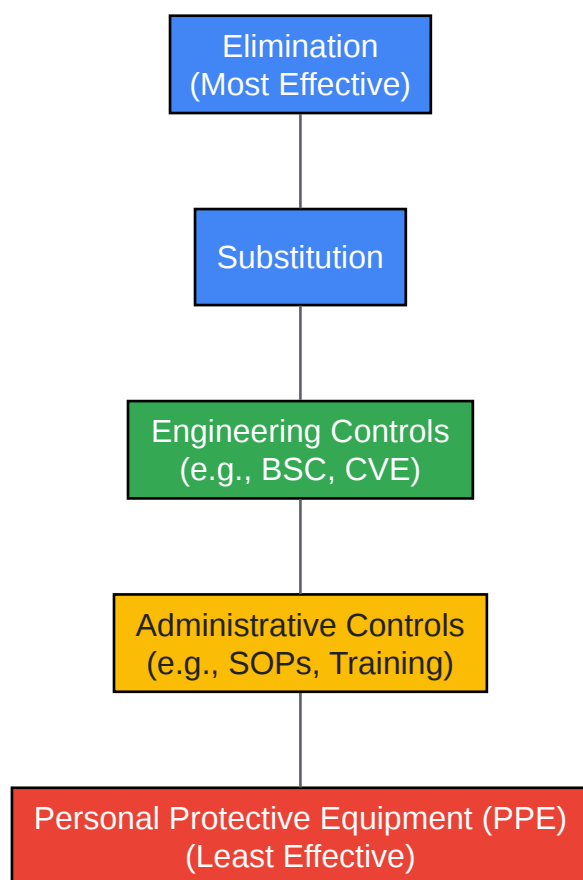 Elimination
(Most Effective)
Substitution
Engineering Controls
(e.g., BSC, CVE)
Administrative Controls
(e.g., SOPs, Training)
Personal Protective Equipment (PPE)
(Least Effective)